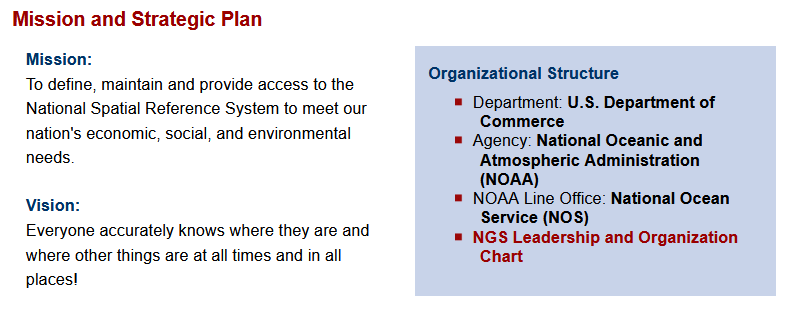 Mission and Strategic Plan
Mission:
To define, maintain and provide access to the
National Spatial Reference System to meet our
nation's economic, social, and environmental
needs.
Vision:
Everyone accurately knows where they are and
where other things are at all times and in all
places!
Organizational Structure
Department: U.S. Department of
Commerce
Agency: National Oceanic and
Atmospheric Administration
(NOAA)
NOAA Line Office: National Ocean
Service (NOS)
NGS Leadership and Organization
Chart